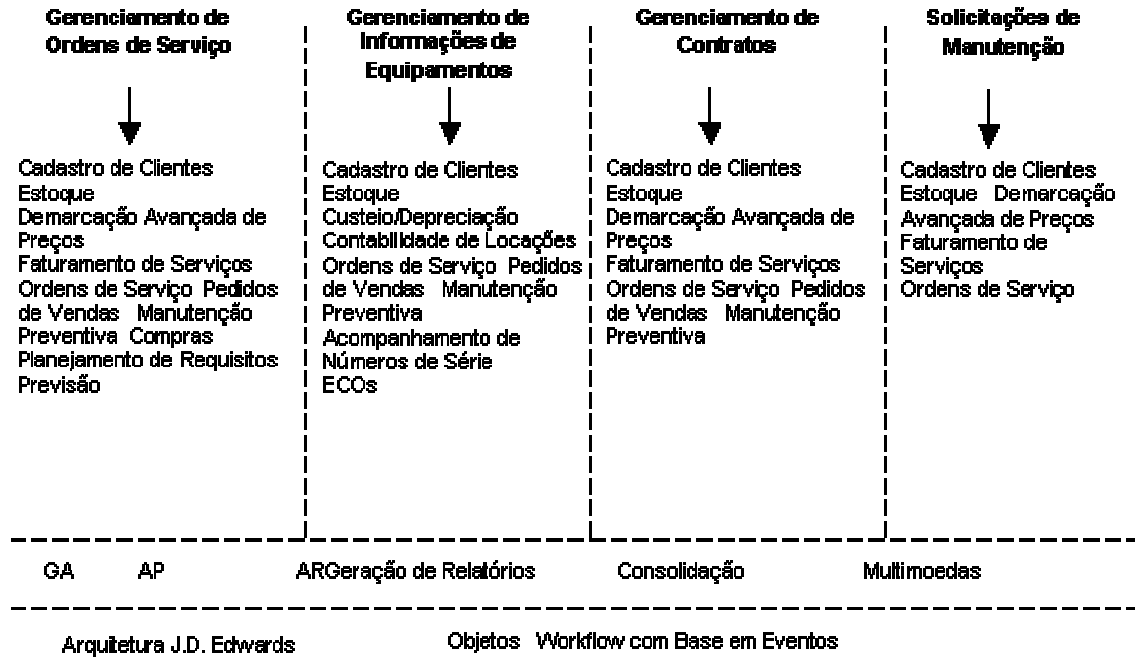 Gerenciamento de
Ordens de Serviço
Gerenciamento de
Informações de
Equipamentos
Gerenciamento de
Contratos
Solicitações de
Manutenção
Cadastro de Clientes
Estoque
Demarcação Avançada de
Preços
Faturamento de Serviços
Ordens de Serviço Pedidos
de Vendas Manutenção
Preventiva Compras
Planejamento de Requisitos
Previsão
Cadastro de Clientes
Estoque
Custeio/Depreciação
Contabilidade de Locações
Ordens de Serviço Pedidos
de Vendas Manutenção
Preventiva
Acompanhamento de
Números de Série
ECOs
Cadastro de Clientes
Estoque
Demarcação Avançada de
Preços
Faturamento de Serviços
Ordens de Serviço Pedidos
de Vendas Manutenção
Preventiva
Cadastro de Clientes
Estoque Demarcação
Avançada de Preços
Faturamento de
Serviços
Ordens de Serviço
GA AP ARGeração de Relatórios Consolidação Multimoedas
Arquitetura J.D. Edwards Objetos Workflow com Base em Eventos